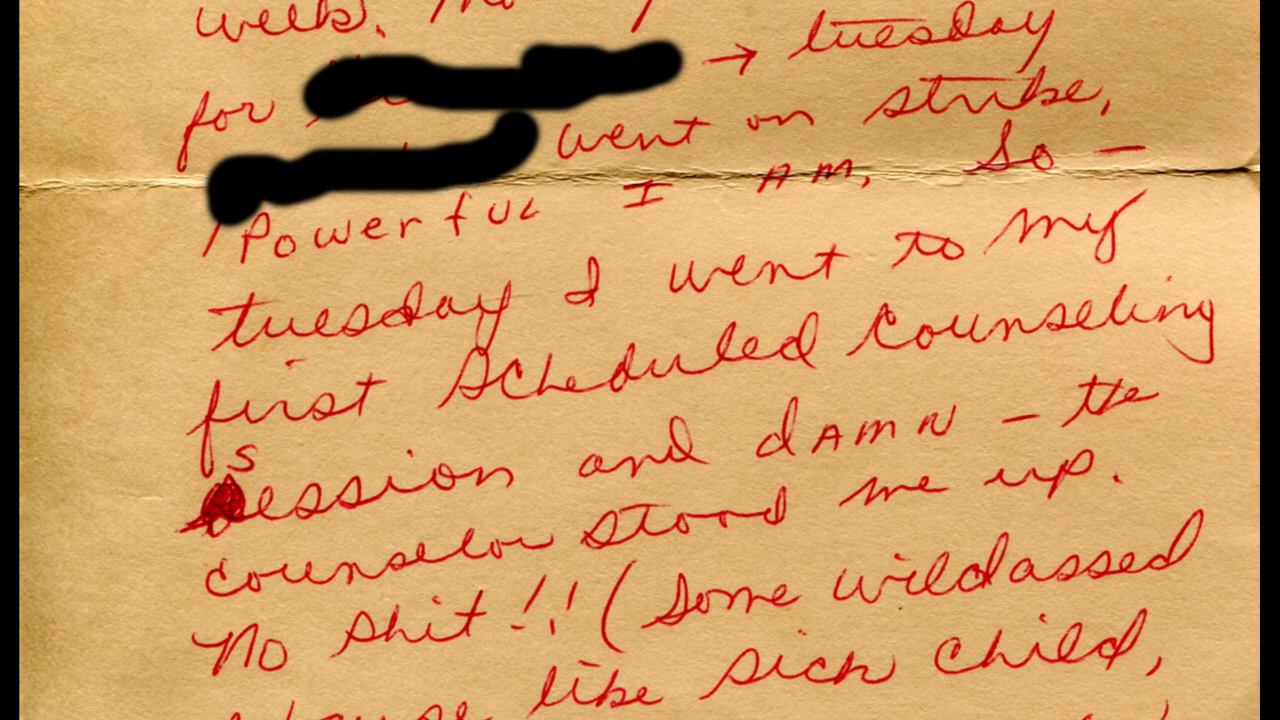 week.
for → tuesday
went on strike,
Powerful I AM. So —
tuesday I went to my
first scheduled counseling
session and dAMN — the
counselor stood me up.
No shit!! (some wildassed
like sick child,